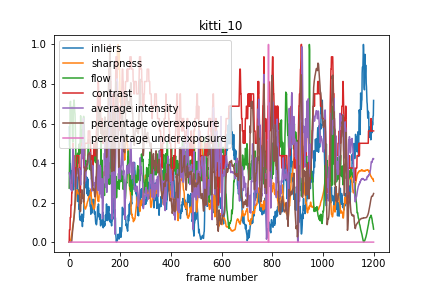 kitti_10
1.0
0.8
0.6
0.4
0.2
0.0
inliers
sharpness
flow
contrast
average intensity
percentage overexposure
percentage underexposure
0 200 400 600 800 1000 1200
frame number